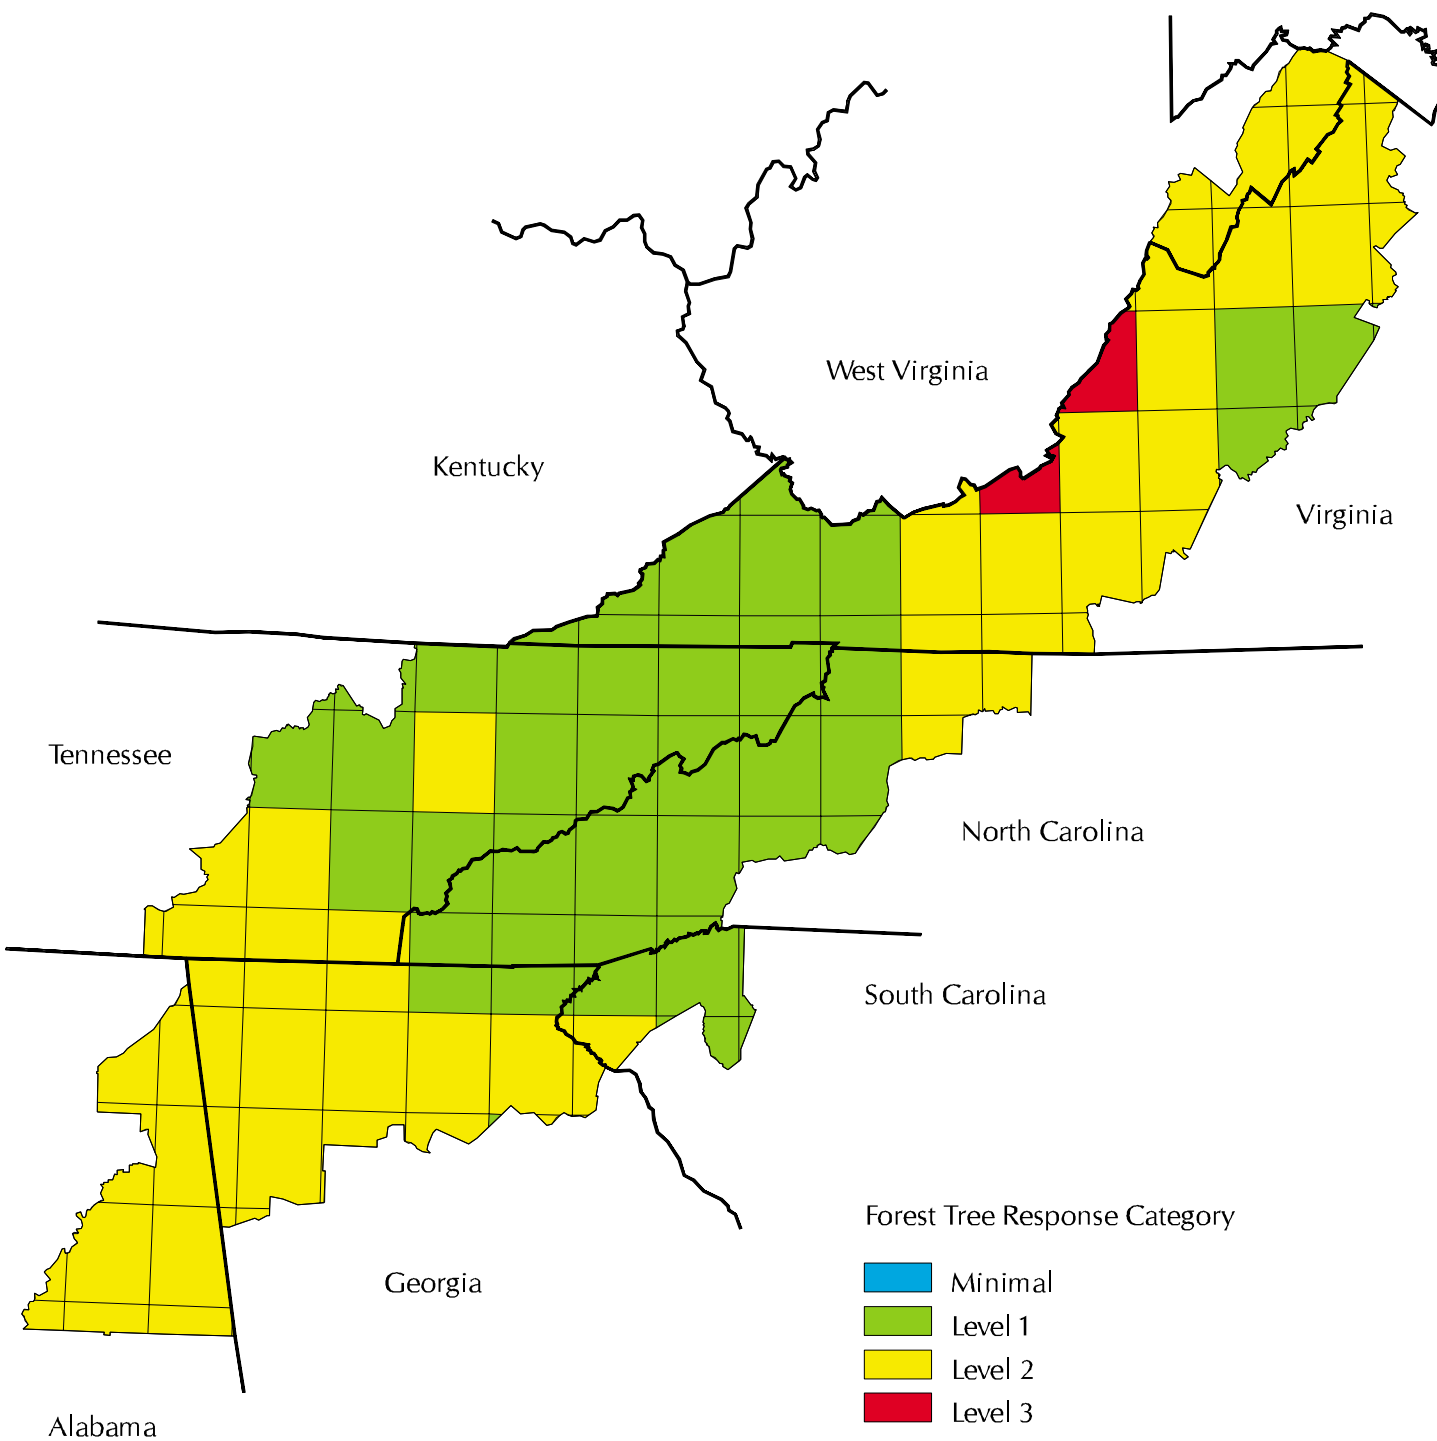 West Virginia
Kentucky
Virginia
Tennessee
North Carolina
South Carolina
Georgia
Alabama
Forest Tree Response Category
Minimal
Level 1
Level 2
Level 3